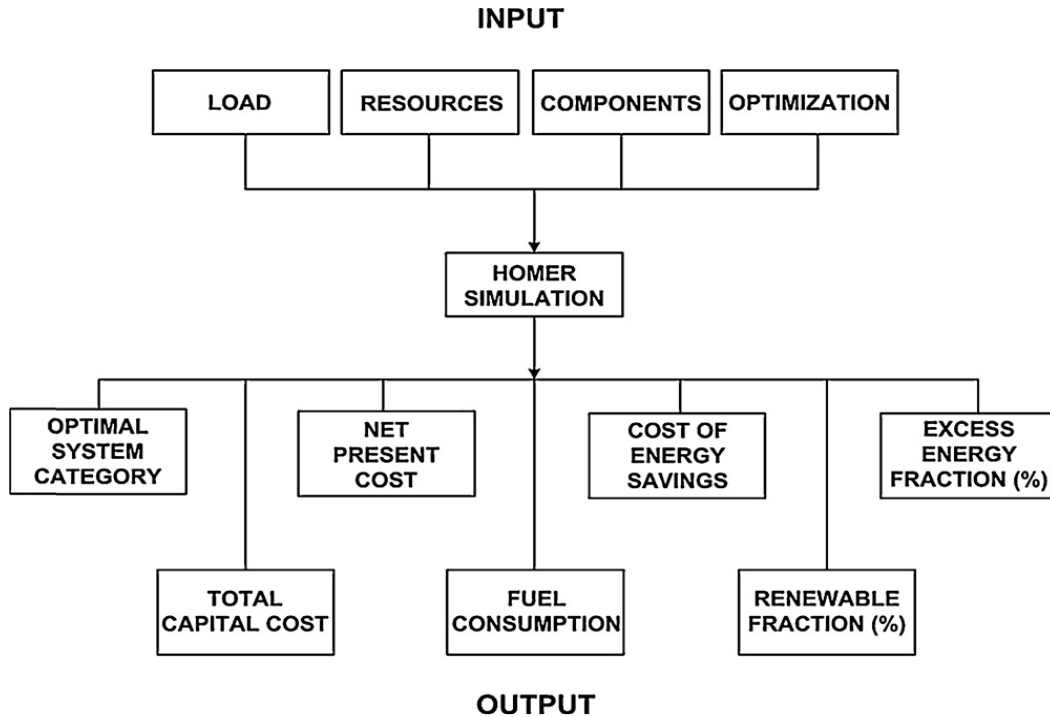 INPUT
LOAD
RESOURCES
COMPONENTS
OPTIMIZATION
HOMER
SIMULATION
OPTIMAL
SYSTEM
CATEGORY
NET
PRESENT
COST
COST OF
ENERGY
SAVINGS
EXCESS
ENERGY
FRACTION (%)
TOTAL
CAPITAL COST
FUEL
CONSUMPTION
RENEWABLE
FRACTION (%)
OUTPUT